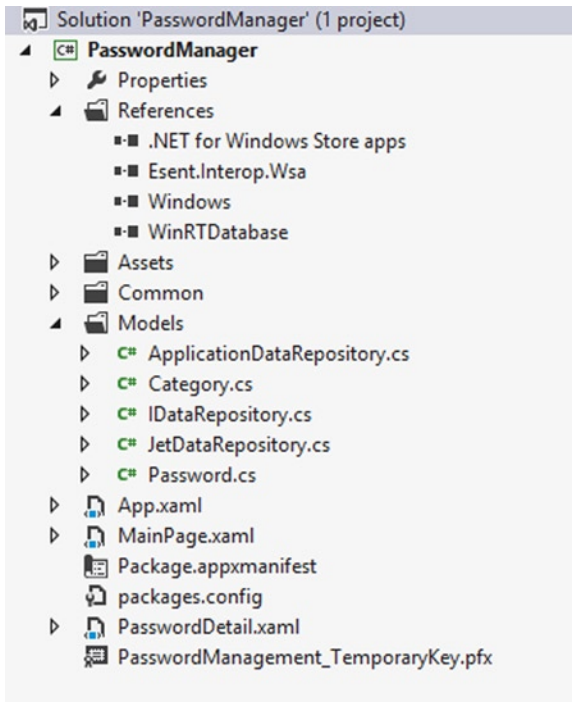 Solution 'PasswordManager' (1 project)
C# PasswordManager
Properties
References
.NET for Windows Store apps
Esent.Interop.Wsa
Windows
WinRTDatabase
Assets
Common
Models
C# ApplicationDataRepository.cs
C# Category.cs
C# IDataRepository.cs
C# JetDataRepository.cs
C# Password.cs
App.xaml
MainPage.xaml
Package.appxmanifest
packages.config
PasswordDetail.xaml
PasswordManagement_TemporaryKey.pfx